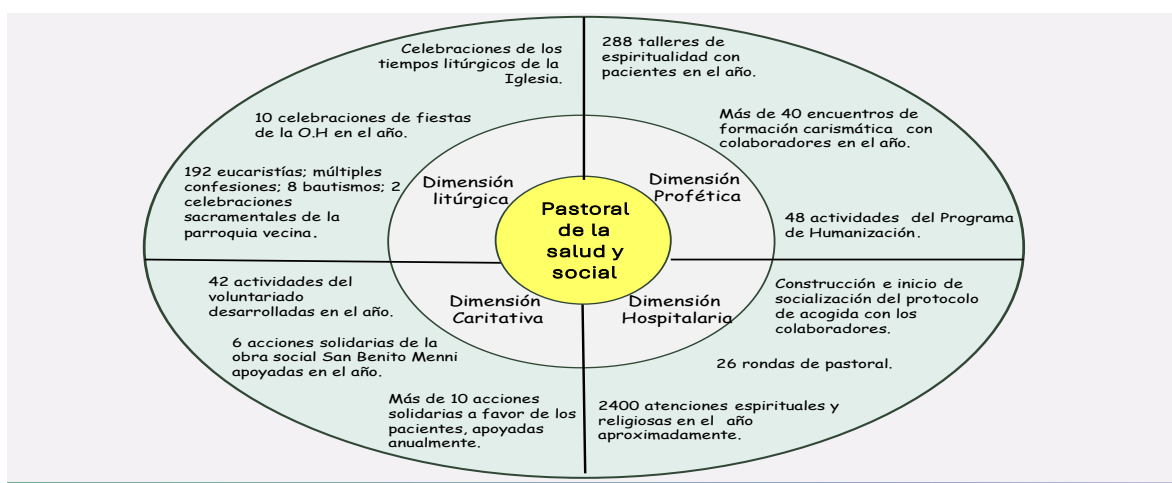 Celebraciones de los
tiempos litúrgicos de la
Iglesia.
10 celebraciones de fiestas
de la O.H en el año.
192 eucaristías; múltiples
confesiones; 8 bautismos; 2
celebraciones
sacramentales de la
parroquia vecina.
Dimensión
litúrgica
288 talleres de
espiritualidad con
pacientes en el año.
Más de 40 encuentros de
formación carismática con
colaboradores en el año.
48 actividades del Programa
de Humanización.
Dimensión
Profética
Pastoral
de la
salud y
social
42 actividades del
voluntariado
desarrolladas en el año.
6 acciones solidarias de la
obra social San Benito Menni
apoyadas en el año.
Más de 10 acciones
solidarias a favor de los
pacientes, apoyadas
anualmente.
Dimensión
Caritativa
Dimensión
Hospitalaria
Construcción e inicio de
socialización del protocolo
de acogida con los
colaboradores.
26 rondas de pastoral.
2400 atenciones espirituales y
religiosas en el año
aproximadamente.